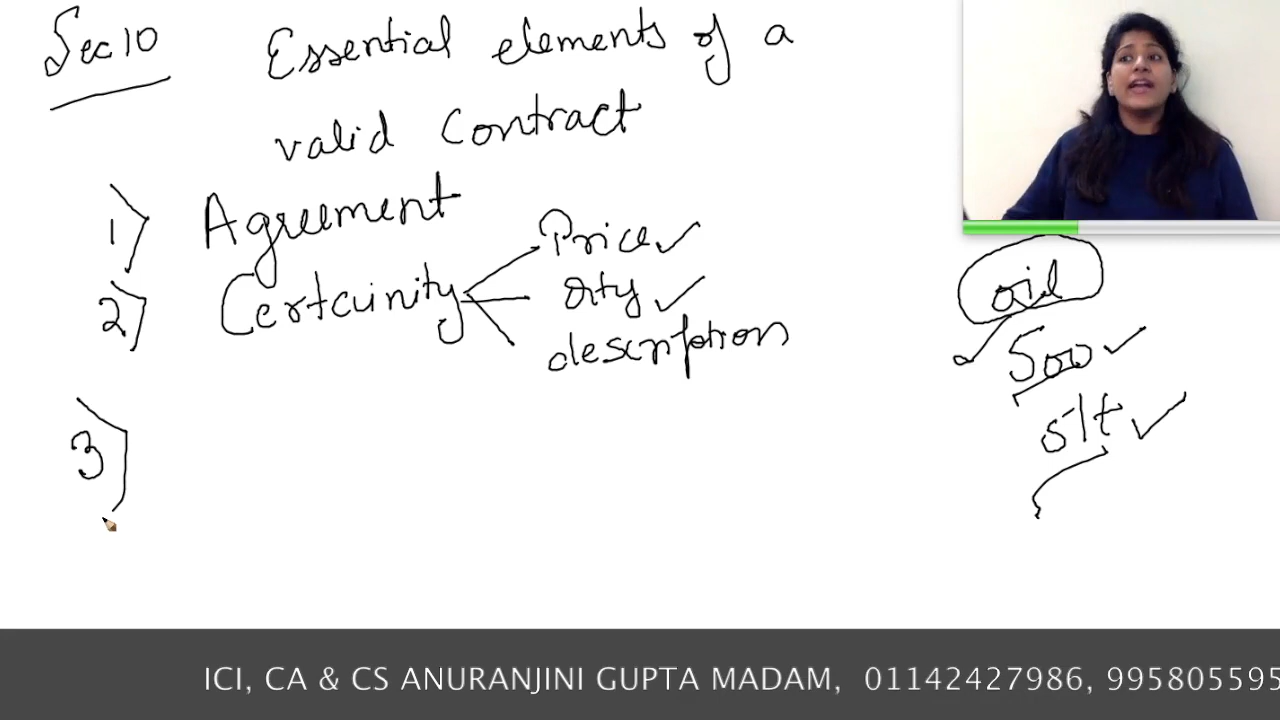 Sec 10 Essential elements of a
valid Contract
1) Agreement
2) Certainity
Price ✓
Qty ✓
description
3)
oil
500 ✓
5 lt ✓
ICI, CA & CS ANURANJINI GUPTA MADAM, 01142427986, 995805595